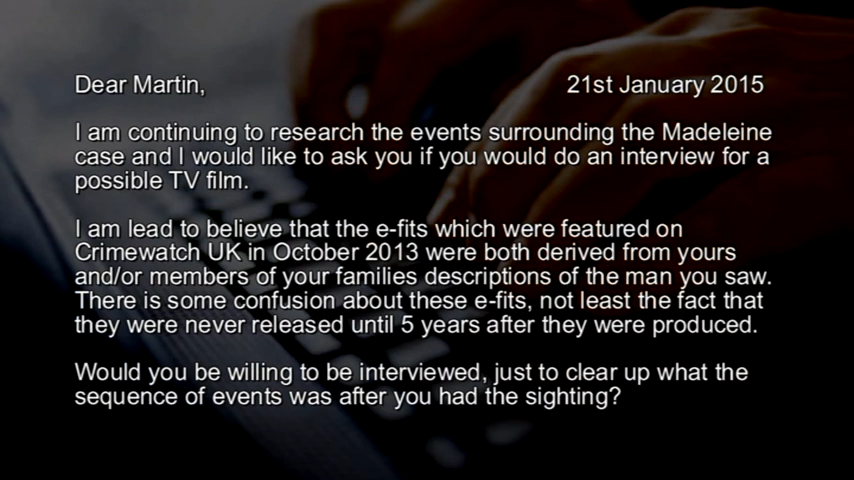 Dear Martin, 21st January 2015
I am continuing to research the events surrounding the Madeleine
case and I would like to ask you if you would do an interview for a
possible TV film.
I am lead to believe that the e-fits which were featured on
Crimewatch UK in October 2013 were both derived from yours
and/or members of your families descriptions of the man you saw.
There is some confusion about these e-fits, not least the fact that
they were never released until 5 years after they were produced.
Would you be willing to be interviewed, just to clear up what the
sequence of events was after you had the sighting?